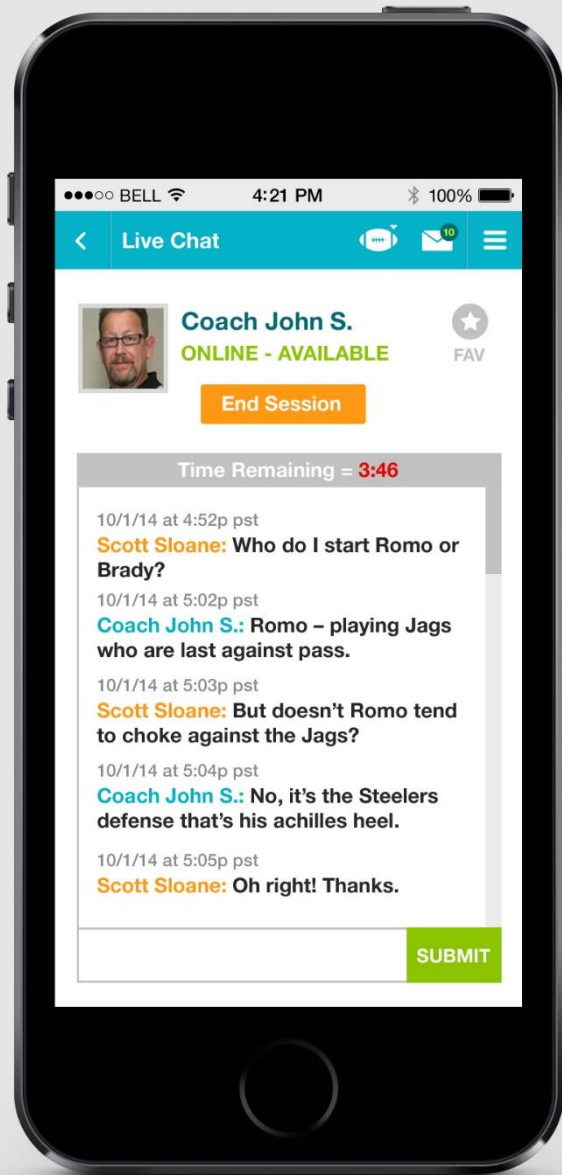 BELL 4:21 PM 100%
Live Chat 10
Coach John S.
ONLINE - AVAILABLE
FAV
End Session
Time Remaining = 3:46
10/1/14 at 4:52p pst
Scott Sloane: Who do I start Romo or
Brady?
10/1/14 at 5:02p pst
Coach John S.: Romo – playing Jags
who are last against pass.
10/1/14 at 5:03p pst
Scott Sloane: But doesn’t Romo tend
to choke against the Jags?
10/1/14 at 5:04p pst
Coach John S.: No, it’s the Steelers
defense that’s his achilles heel.
10/1/14 at 5:05p pst
Scott Sloane: Oh right! Thanks.
SUBMIT